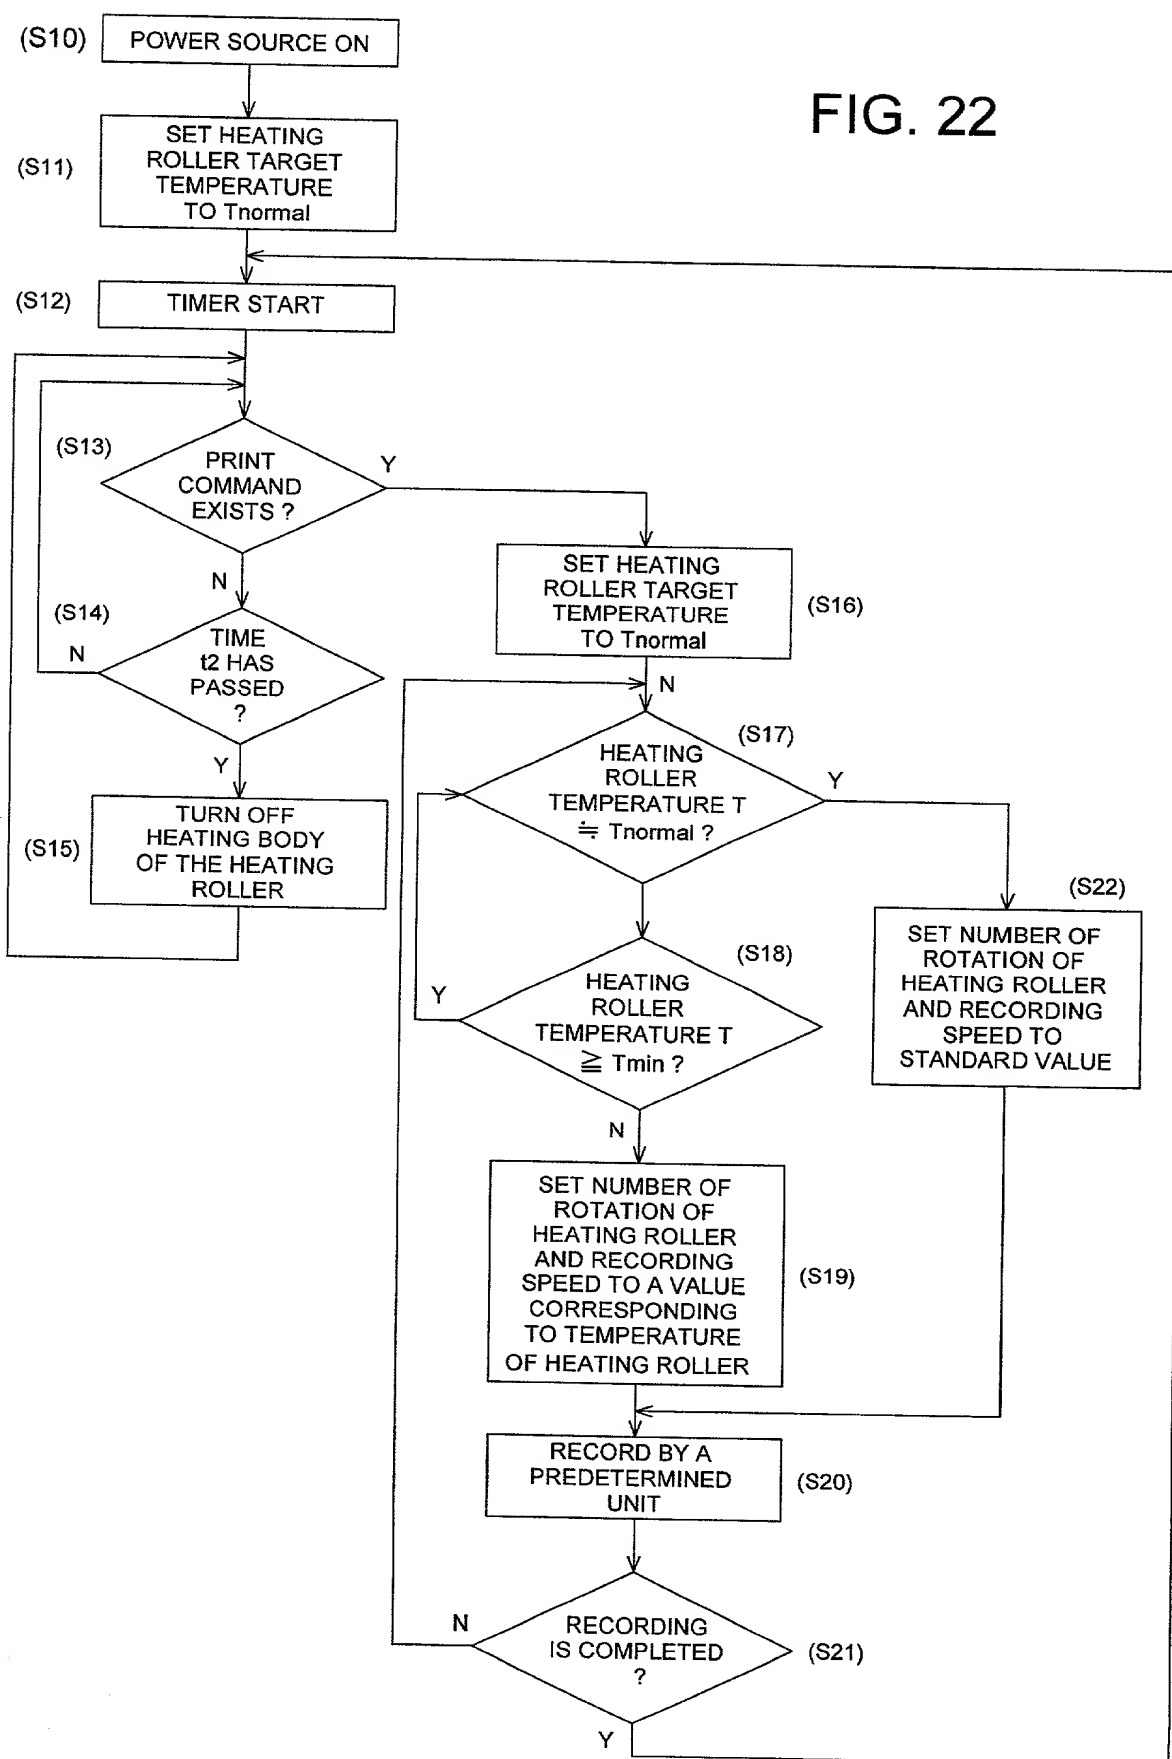 FIG. 22
(S10)
POWER SOURCE ON
(S11)
SET HEATING
ROLLER TARGET
TEMPERATURE
TO Tnormal
(S12)
TIMER START
(S13)
PRINT
COMMAND
EXISTS ?
Y
N
(S14)
TIME
t2 HAS
PASSED
?
N
Y
(S15)
TURN OFF
HEATING BODY
OF THE HEATING
ROLLER
SET HEATING
ROLLER TARGET
TEMPERATURE
TO Tnormal
(S16)
N
(S17)
HEATING
ROLLER
TEMPERATURE T
≒ Tnormal ?
Y
(S18)
HEATING
ROLLER
TEMPERATURE T
≧ Tmin ?
Y
N
(S22)
SET NUMBER OF
ROTATION OF
HEATING ROLLER
AND RECORDING
SPEED TO
STANDARD VALUE
SET NUMBER OF
ROTATION OF
HEATING ROLLER
AND RECORDING
SPEED TO A VALUE
CORRESPONDING
TO TEMPERATURE
OF HEATING ROLLER
(S19)
RECORD BY A
PREDETERMINED
UNIT
(S20)
N
RECORDING
IS COMPLETED
?
(S21)
Y